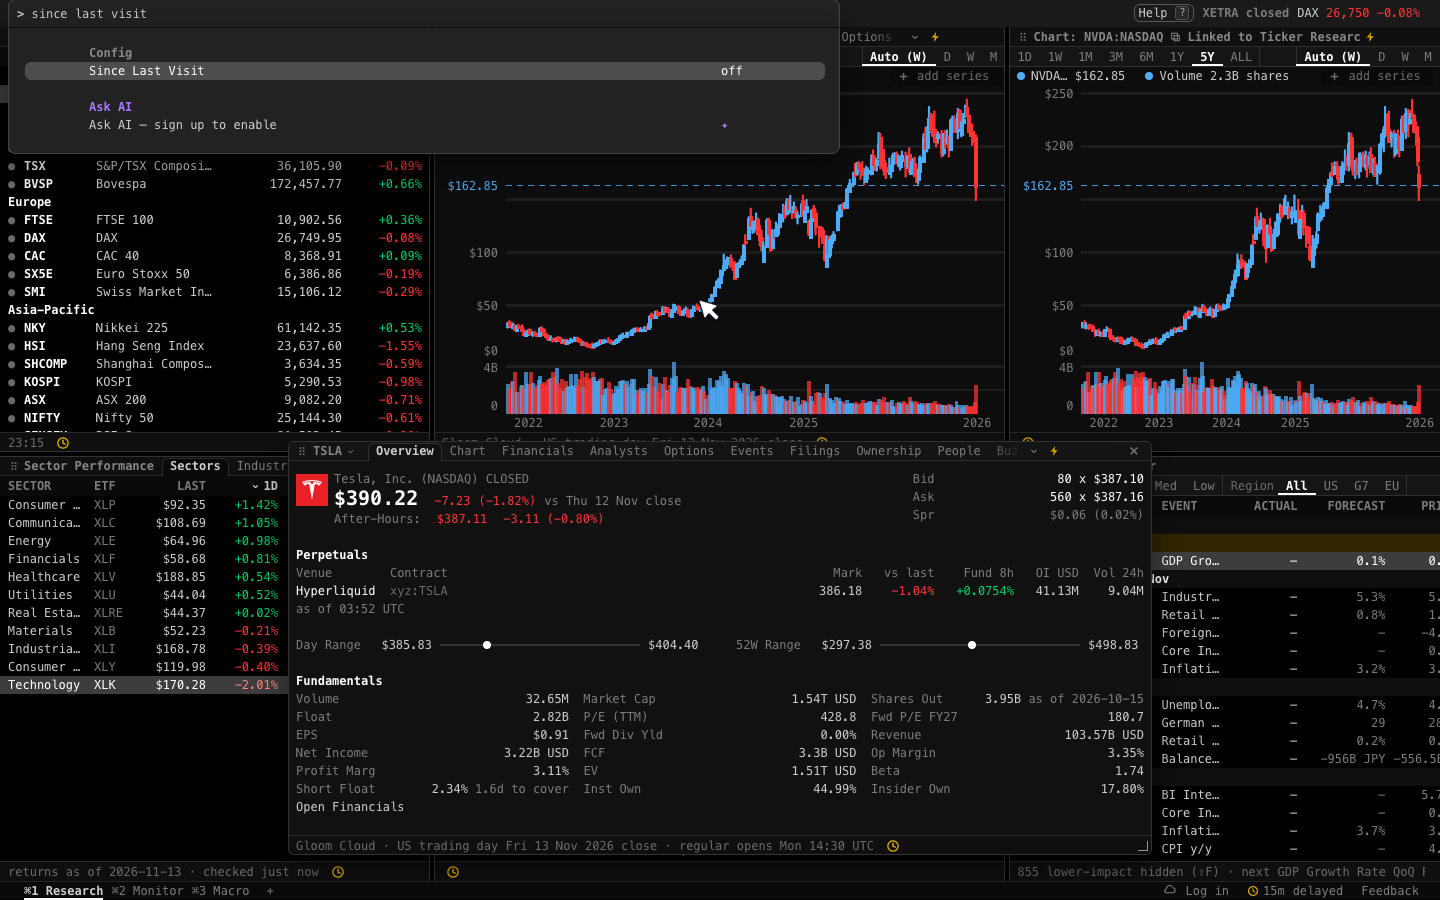 > since last visit
Help ? XETRA closed DAX 26,750 −0.08%
Config
Since Last Visit off
Ask AI
Ask AI — sign up to enable
Options
Auto (W) D W M
+ add series
Chart: NVDA:NASDAQ Linked to Ticker Researc
1D 1W 1M 3M 6M 1Y 5Y ALL Auto (W) D W M
NVDA… $162.85 Volume 2.3B shares + add series
TSX S&P/TSX Composi… 36,105.90 −0.09%
BVSP Bovespa 172,457.77 +0.66%
Europe
FTSE FTSE 100 10,902.56 +0.36%
DAX DAX 26,749.95 −0.08%
CAC CAC 40 8,368.91 +0.09%
SX5E Euro Stoxx 50 6,386.86 −0.19%
SMI Swiss Market In… 15,106.12 −0.29%
Asia−Pacific
NKY Nikkei 225 61,142.35 +0.53%
HSI Hang Seng Index 23,637.60 −1.55%
SHCOMP Shanghai Compos… 3,634.35 −0.59%
KOSPI KOSPI 5,290.53 −0.98%
ASX ASX 200 9,082.20 −0.71%
NIFTY Nifty 50 25,144.30 −0.61%
23:15
$162.85
$100
$50
$0
4B
0
2022 2023 2024 2025 2026
$250
$200
$162.85
$100
$50
$0
4B
0
2022 2023 2024 2025 2026
Sector Performance Sectors Industr
SECTOR ETF LAST 1D
Consumer … XLP $92.35 +1.42%
Communica… XLC $108.69 +1.05%
Energy XLE $64.96 +0.98%
Financials XLF $58.68 +0.81%
Healthcare XLV $188.85 +0.54%
Utilities XLU $44.04 +0.52%
Real Esta… XLRE $44.37 +0.02%
Materials XLB $52.23 −0.21%
Industria… XLI $168.78 −0.39%
Consumer … XLY $119.98 −0.40%
Technology XLK $170.28 −2.01%
returns as of 2026−11−13 · checked just now
TSLA Overview Chart Financials Analysts Options Events Filings Ownership People Buz
Tesla, Inc. (NASDAQ) CLOSED
$390.22 −7.23 (−1.82%) vs Thu 12 Nov close
After−Hours: $387.11 −3.11 (−0.80%)
Bid 80 x $387.10
Ask 560 x $387.16
Spr $0.06 (0.02%)
Perpetuals
Venue Contract Mark vs last Fund 8h OI USD Vol 24h
Hyperliquid xyz:TSLA 386.18 −1.04% +0.0754% 41.13M 9.04M
as of 03:52 UTC
Day Range $385.83 $404.40 52W Range $297.38 $498.83
Fundamentals
Volume 32.65M Market Cap 1.54T USD Shares Out 3.95B as of 2026−10−15
Float 2.82B P/E (TTM) 428.8 Fwd P/E FY27 180.7
EPS $0.91 Fwd Div Yld 0.00% Revenue 103.57B USD
Net Income 3.22B USD FCF 3.3B USD Op Margin 3.35%
Profit Marg 3.11% EV 1.51T USD Beta 1.74
Short Float 2.34% 1.6d to cover Inst Own 44.99% Insider Own 17.80%
Open Financials
Gloom Cloud · US trading day Fri 13 Nov 2026 close · regular opens Mon 14:30 UTC
Med Low Region All US G7 EU
EVENT ACTUAL FORECAST PRI
GDP Gro… — 0.1% 0.
Nov
Industr… — 5.3% 5.
Retail … — 0.8% 1.
Foreign… — — −4.
Core In… — — 0.
Inflati… — 3.2% 3.
Unemplo… — 4.7% 4.
German … — 29 28
Retail … — 0.2% 0.
Balance… — −956B JPY −556.5B
BI Inte… — — 5.7
Core In… — — 0.
Inflati… — 3.7% 3.
CPI y/y — — 4.
855 lower−impact hidden (⇧F) · next GDP Growth Rate QoQ
⌘1 Research ⌘2 Monitor ⌘3 Macro +
Log in 15m delayed Feedback